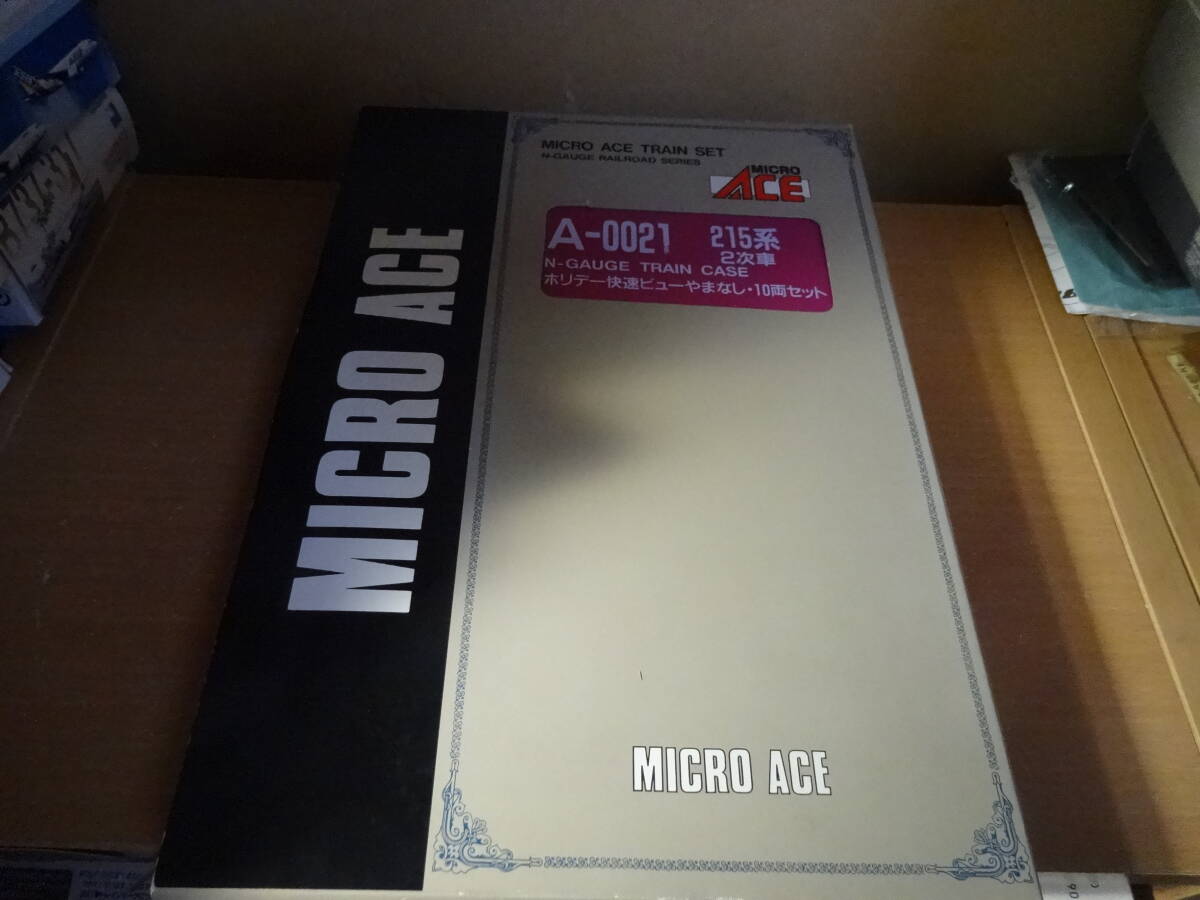 MICRO ACE TRAIN SET
N-GAUGE RAILROAD SERIES
MICRO
ACE
A-0021 215系
2次車
N-GAUGE TRAIN CASE
ホリデー快速ビューやまなし・10両セット
MICRO ACE
MICRO ACE
B737-
06